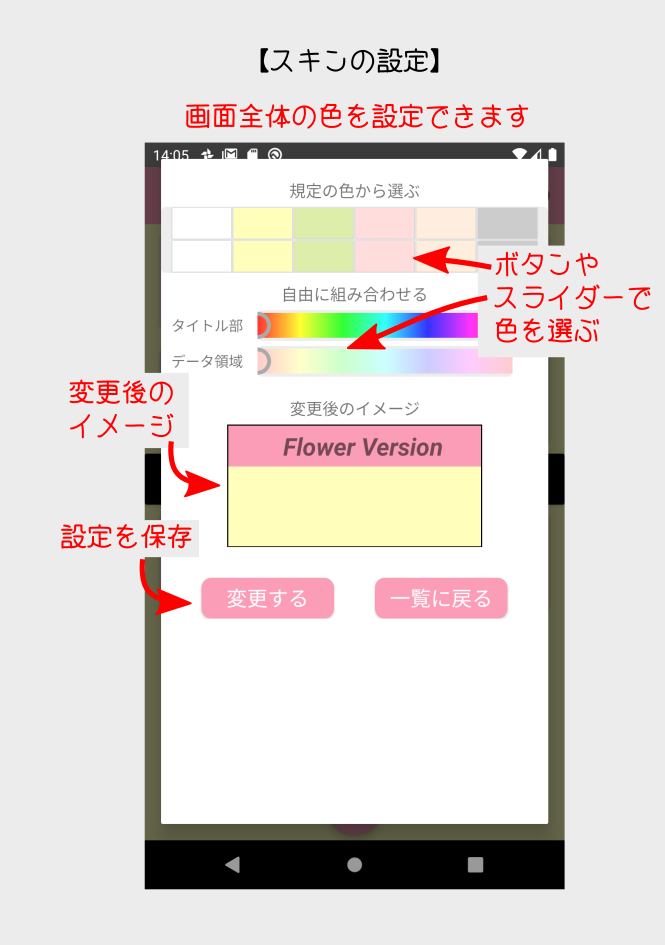 【スキンの設定】
画面全体の色を設定できます
14:05
規定の色から選ぶ
ボタンや
スライダーで
色を選ぶ
自由に組み合わせる
タイトル部
データ領域
変更後の
イメージ
変更後のイメージ
Flower Version
設定を保存
変更する
一覧に戻る